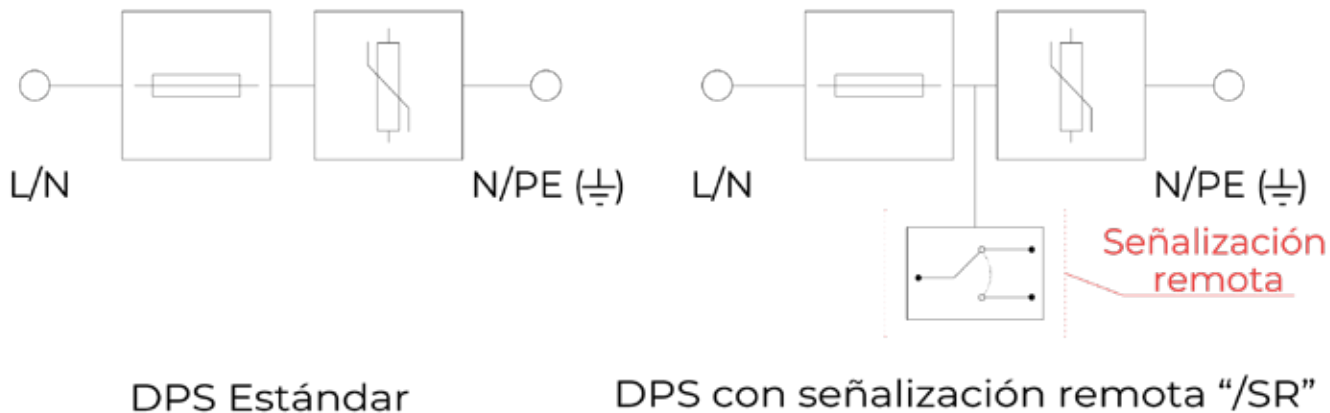 L/N
N/PE (⏚)
L/N
N/PE (⏚)
Señalización
remota
DPS Estándar
DPS con señalización remota “/SR”